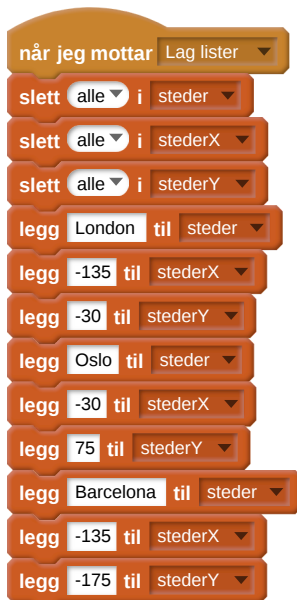 når jeg mottar Lag lister
slett alle i steder
slett alle i stederX
slett alle i stederY
legg London til steder
legg -135 til stederX
legg -30 til stederY
legg Oslo til steder
legg -30 til stederX
legg 75 til stederY
legg Barcelona til steder
legg -135 til stederX
legg -175 til stederY